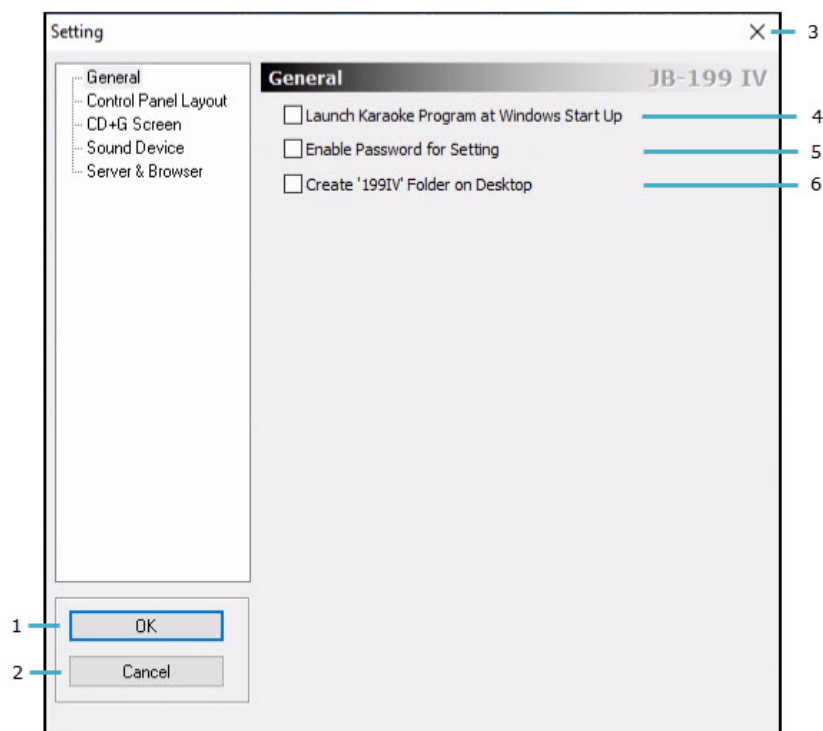 Setting
3
General
Control Panel Layout
CD+G Screen
Sound Device
Server & Browser
General JB-199 IV
Launch Karaoke Program at Windows Start Up 4
Enable Password for Setting 5
Create '199IV' Folder on Desktop 6
1 OK
2 Cancel